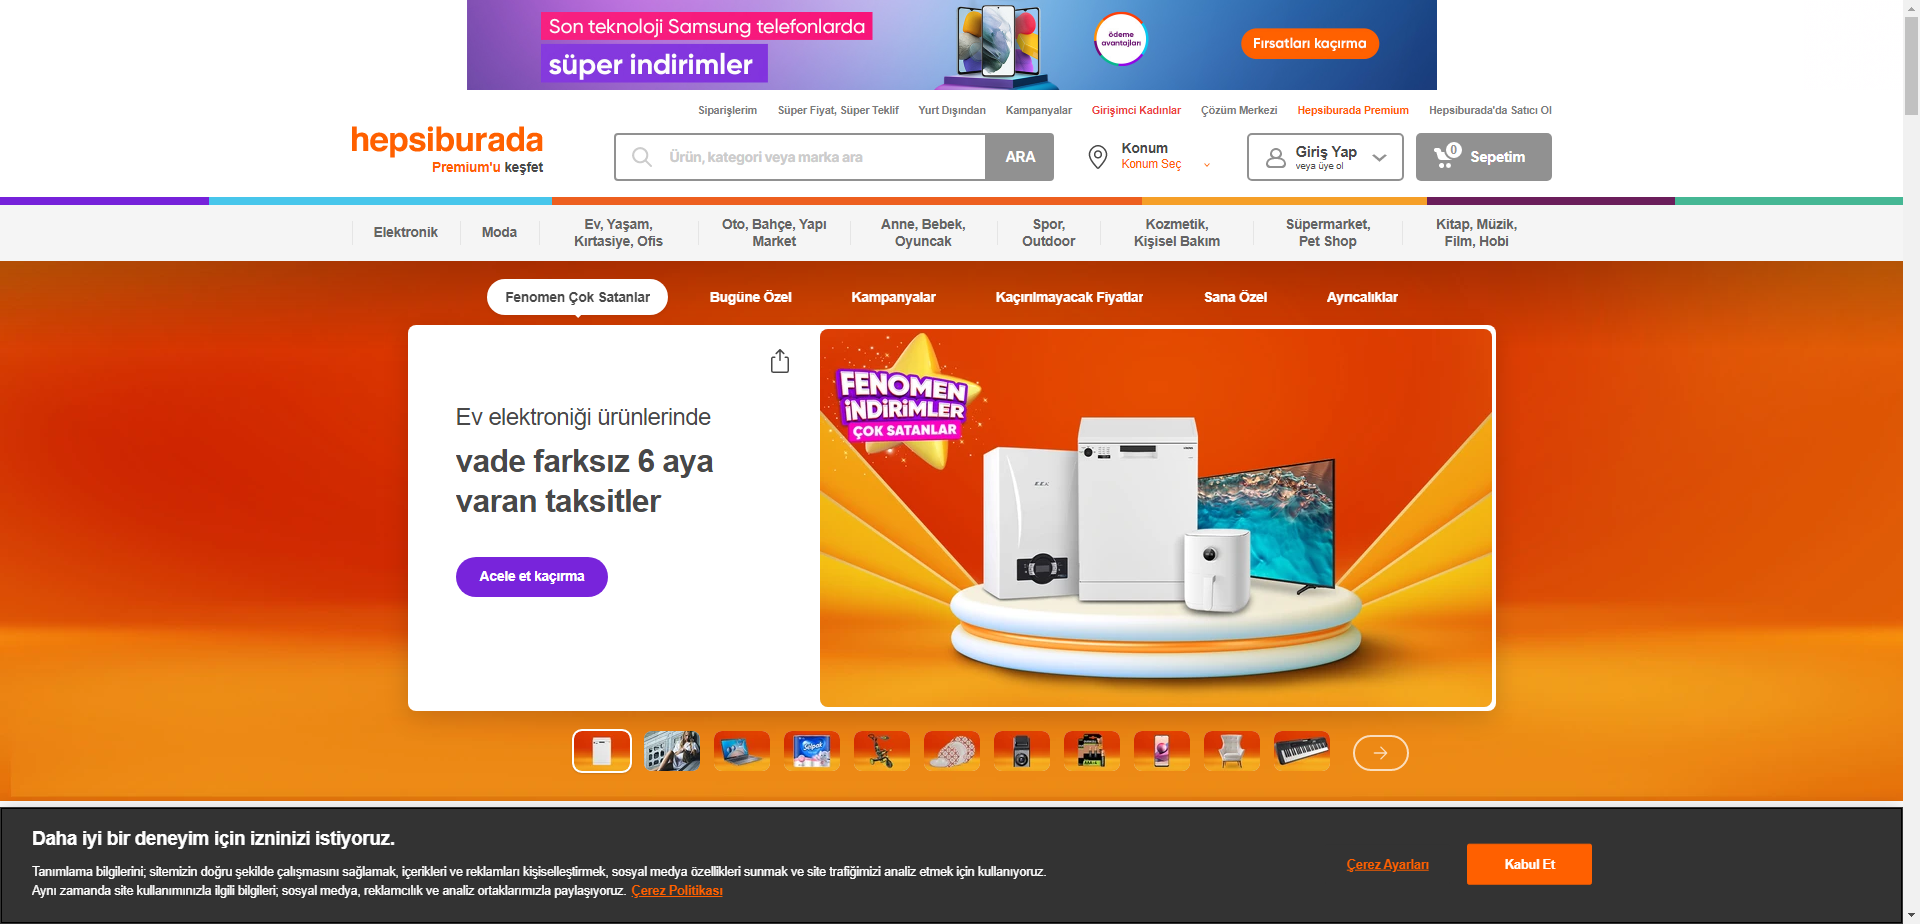 Son teknoloji Samsung telefonlarda
süper indirimler
ödeme
avantajları
Fırsatları kaçırma
Siparişlerim
Süper Fiyat, Süper Teklif
Yurt Dışından
Kampanyalar
Girişimci Kadınlar
Çözüm Merkezi
Hepsiburada Premium
Hepsiburada'da Satıcı Ol
hepsiburada
Premium'u keşfet
Ürün, kategori veya marka ara
ARA
Konum
Konum Seç
Giriş Yap
veya üye ol
0
Sepetim
Elektronik
Moda
Ev, Yaşam,
Kırtasiye, Ofis
Oto, Bahçe, Yapı
Market
Anne, Bebek,
Oyuncak
Spor,
Outdoor
Kozmetik,
Kişisel Bakım
Süpermarket,
Pet Shop
Kitap, Müzik,
Film, Hobi
Fenomen Çok Satanlar
Bugüne Özel
Kampanyalar
Kaçırılmayacak Fiyatlar
Sana Özel
Ayrıcalıklar
Ev elektroniği ürünlerinde
vade farksız 6 aya
varan taksitler
Acele et kaçırma
FENOMEN
İNDİRİMLER
ÇOK SATANLAR
Selpak
Daha iyi bir deneyim için izninizi istiyoruz.
Tanımlama bilgilerini; sitemizin doğru şekilde çalışmasını sağlamak, içerikleri ve reklamları kişiselleştirmek, sosyal medya özellikleri sunmak ve site trafiğimizi analiz etmek için kullanıyoruz.
Aynı zamanda site kullanımınızla ilgili bilgileri; sosyal medya, reklamcılık ve analiz ortaklarımızla paylaşıyoruz. Çerez Politikası
Çerez Ayarları
Kabul Et